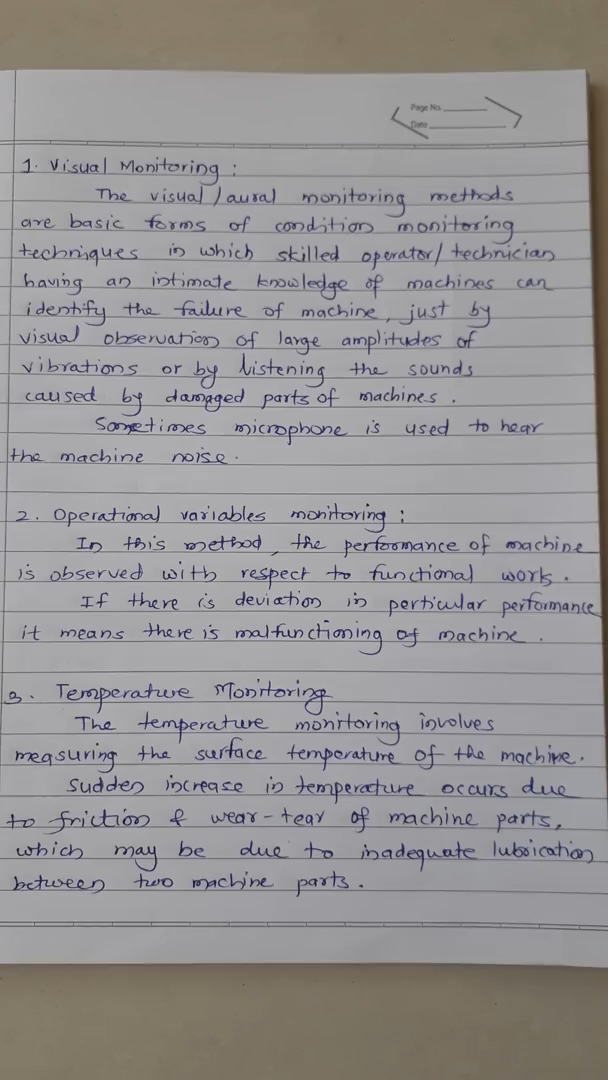 Page No.
Date
1. Visual Monitoring :
The visual / aural monitoring methods
are basic forms of condition monitoring
techniques in which skilled operator / technician
having an intimate knowledge of machines can
identify the failure of machine, just by
visual observation of large amplitudes of
vibrations or by listening the sounds
caused by damaged parts of machines.
Sometimes microphone is used to hear
the machine noise.
2. Operational variables monitoring :
In this method, the performance of machine
is observed with respect to functional work.
If there is deviation in perticular performance
it means there is malfunctioning of machine.
3. Temperature Monitoring
The temperature monitoring involves
measuring the surface temperature of the machine.
Sudden increase in temperature occurs due
to friction & wear-tear of machine parts,
which may be due to inadequate lubrication
between two machine parts.